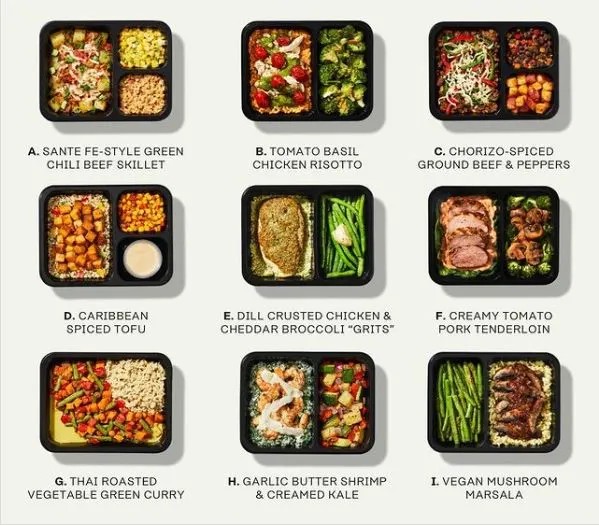 A. SANTE FE-STYLE GREEN
CHILI BEEF SKILLET
B. TOMATO BASIL
CHICKEN RISOTTO
C. CHORIZO-SPICED
GROUND BEEF & PEPPERS
D. CARIBBEAN
SPICED TOFU
E. DILL CRUSTED CHICKEN &
CHEDDAR BROCCOLI “GRITS”
F. CREAMY TOMATO
PORK TENDERLOIN
G. THAI ROASTED
VEGETABLE GREEN CURRY
H. GARLIC BUTTER SHRIMP
& CREAMED KALE
I. VEGAN MUSHROOM
MARSALA